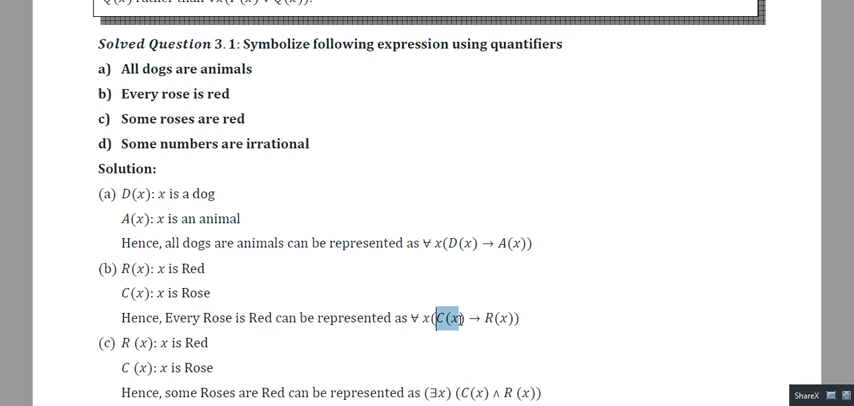 Q(x) rather than ∀x(P(x) ∨ Q(x)).
Solved Question 3.1: Symbolize following expression using quantifiers
a) All dogs are animals
b) Every rose is red
c) Some roses are red
d) Some numbers are irrational
Solution:
(a) D(x): x is a dog
A(x): x is an animal
Hence, all dogs are animals can be represented as ∀ x(D(x) → A(x))
(b) R(x): x is Red
C(x): x is Rose
Hence, Every Rose is Red can be represented as ∀ x(C(x) → R(x))
(c) R (x): x is Red
C (x): x is Rose
Hence, some Roses are Red can be represented as (∃x) (C(x) ∧ R (x))
ShareX